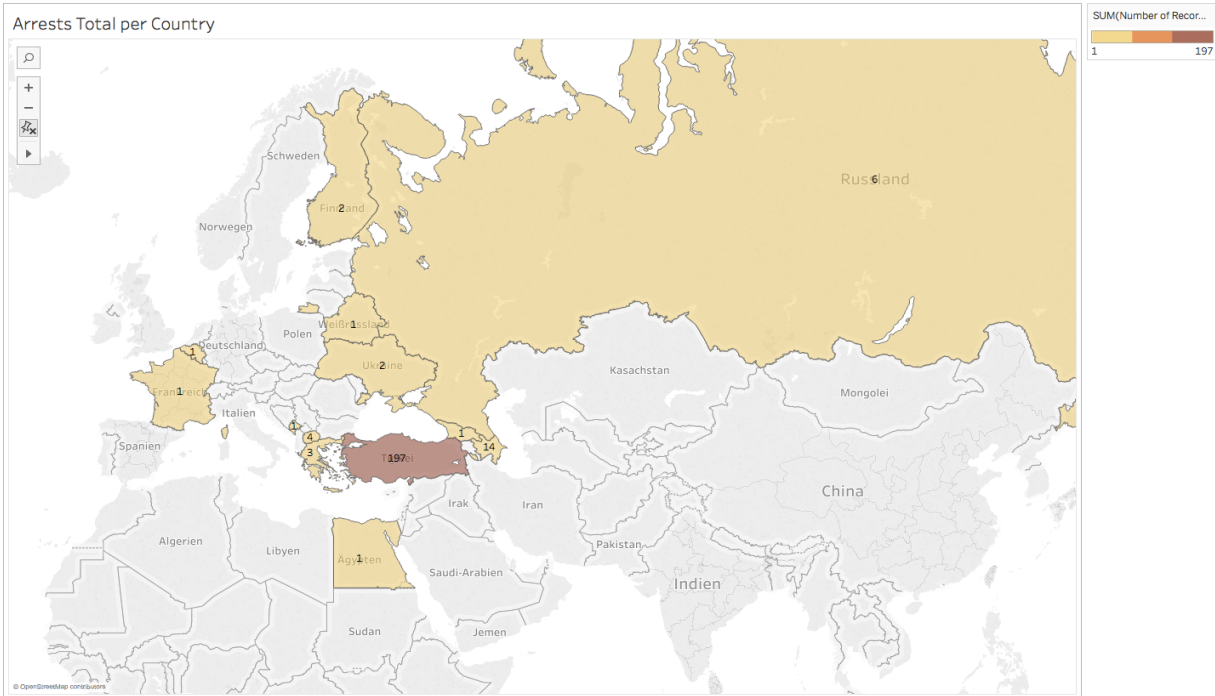 Arrests Total per Country
SUM(Number of Recor...
1
197
Russland
6
Schweden
Finnland
2
Norwegen
Weißrussland
1
Polen
Deutschland
1
Ukraine
2
Kasachstan
Frankreich
1
Mongolei
Italien
1
4
1
14
Spanien
3
197
China
Irak
Iran
Algerien
Pakistan
Libyen
Ägypten
1
Saudi-Arabien
Indien
Sudan
Jemen
© OpenStreetMap contributors